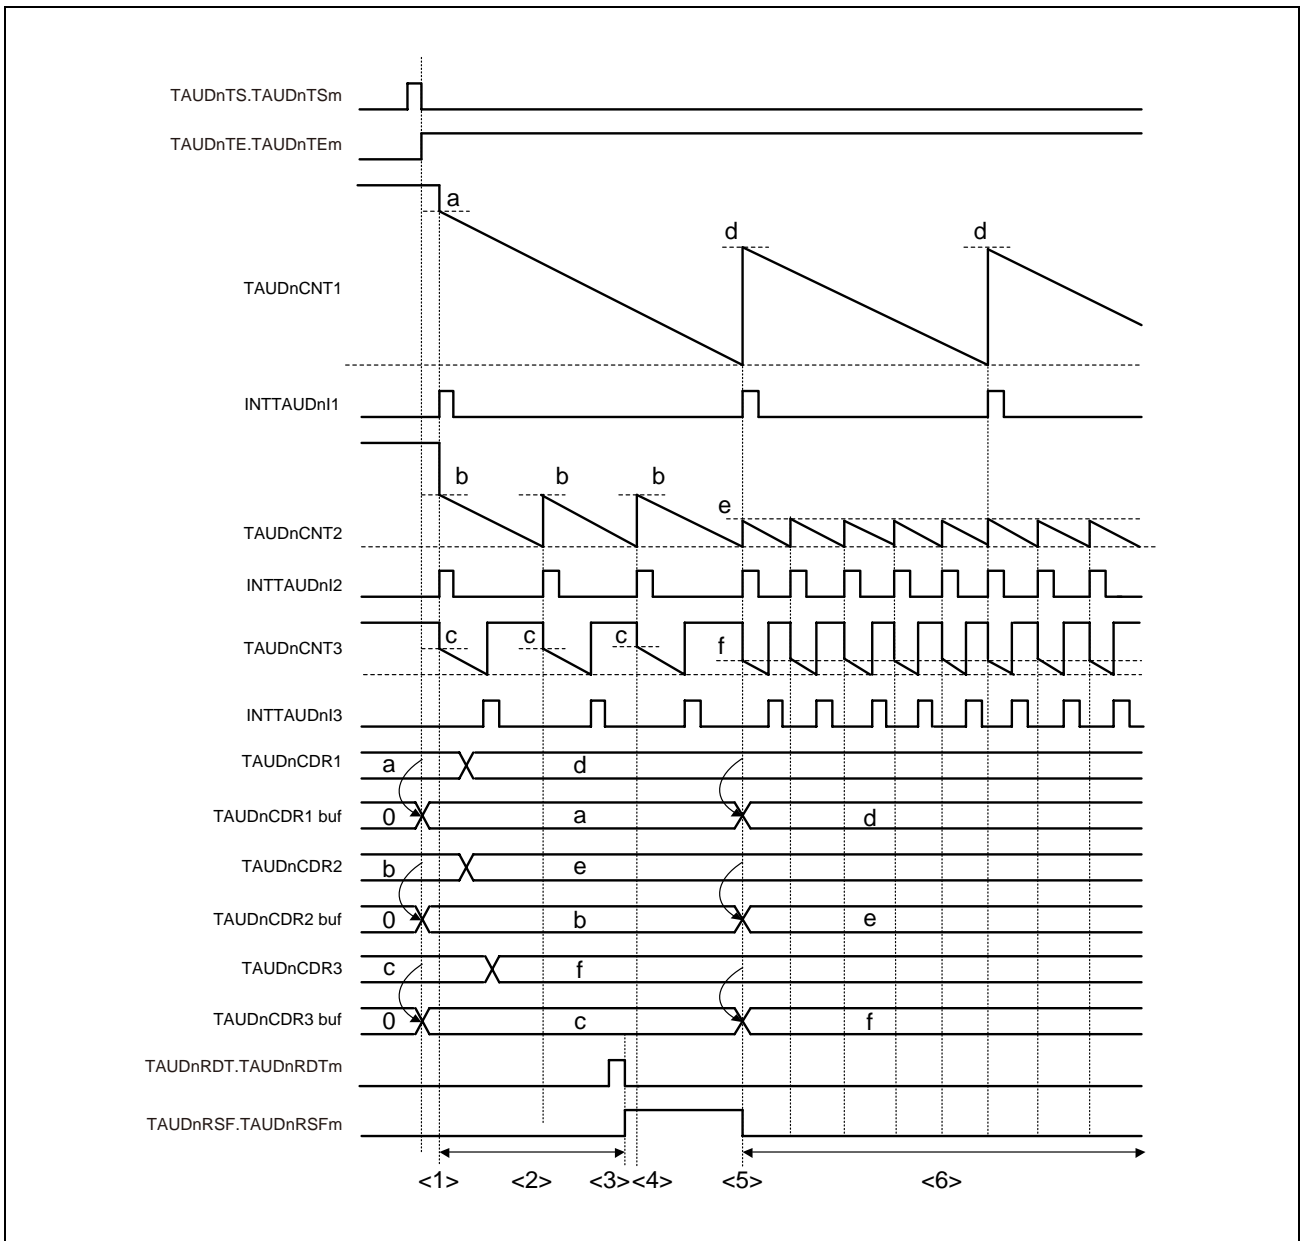 TAUDnTS.TAUDnTSm
TAUDnTE.TAUDnTEm
a
d d
TAUDnCNT1
INTTAUDnI1
b b b
e
TAUDnCNT2
INTTAUDnI2
c c c f
TAUDnCNT3
INTTAUDnI3
TAUDnCDR1 a d
TAUDnCDR1 buf 0 a d
TAUDnCDR2 b e
TAUDnCDR2 buf 0 b e
TAUDnCDR3 c f
TAUDnCDR3 buf 0 c f
TAUDnRDT.TAUDnRDTm
TAUDnRSF.TAUDnRSFm
<1> <2> <3> <4> <5> <6>